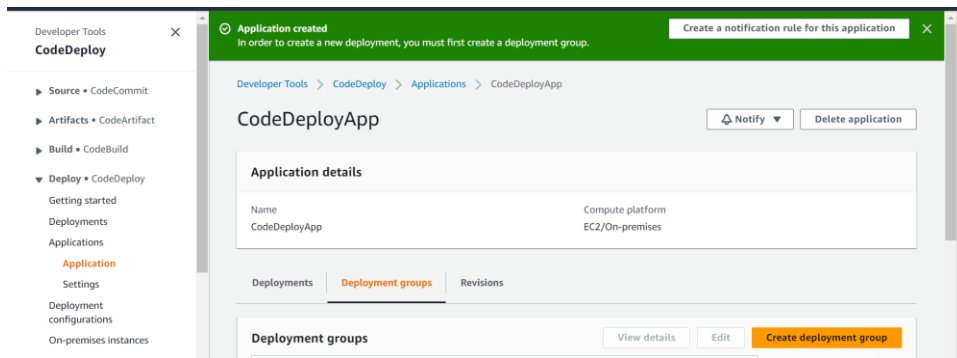 Developer Tools
CodeDeploy
Source • CodeCommit
Artifacts • CodeArtifact
Build • CodeBuild
Deploy • CodeDeploy
Getting started
Deployments
Applications
Application
Settings
Deployment
configurations
On-premises instances
Application created
In order to create a new deployment, you must first create a deployment group.
Create a notification rule for this application
Developer Tools > CodeDeploy > Applications > CodeDeployApp
CodeDeployApp
Notify
Delete application
Application details
Name
CodeDeployApp
Compute platform
EC2/On-premises
Deployments
Deployment groups
Revisions
Deployment groups
View details
Edit
Create deployment group